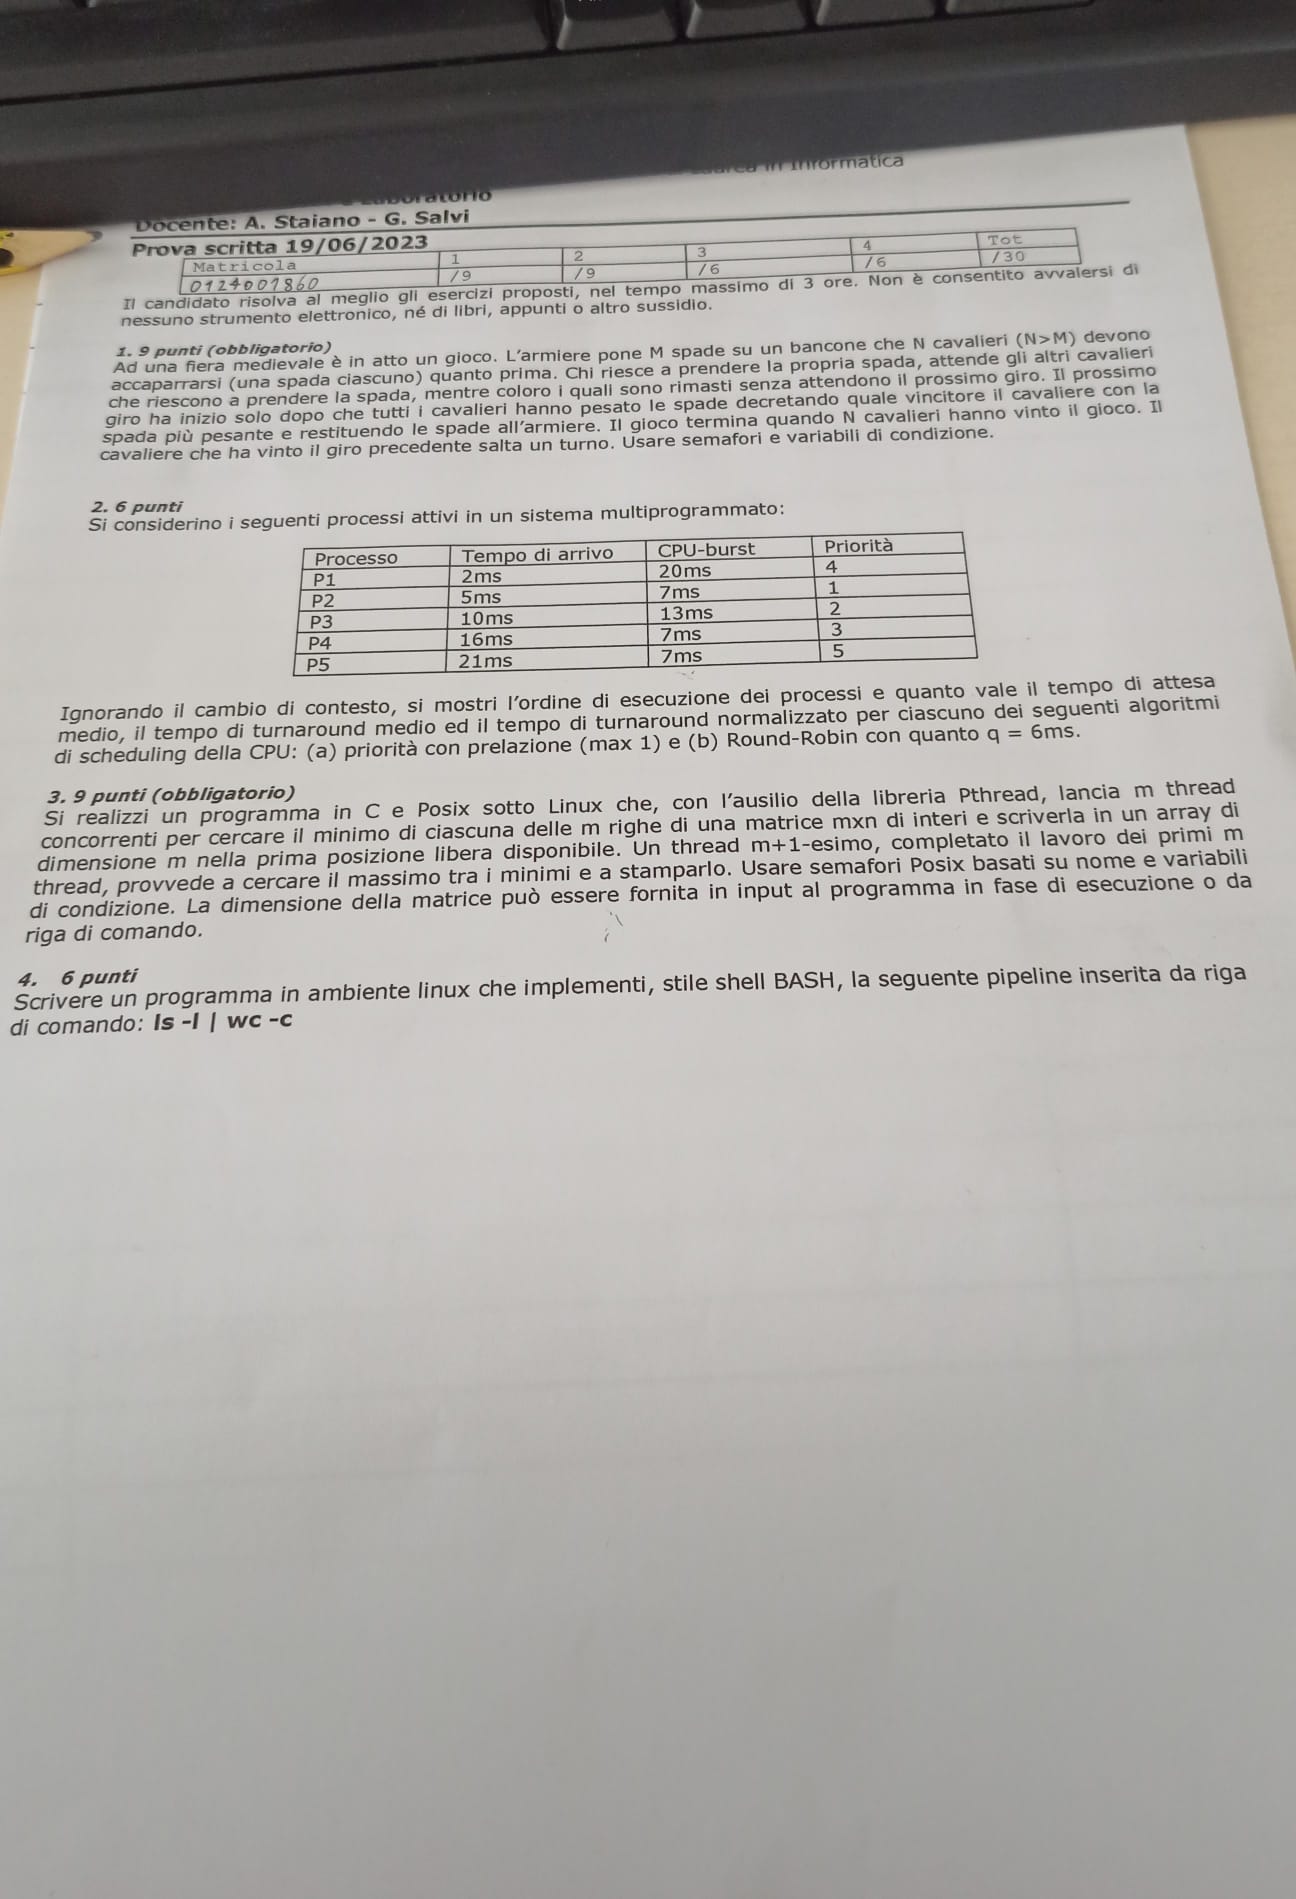 in Informatica
Docente: A. Staiano - G. Salvi
Prova scritta 19/06/2023
Matricola 1 2 3 4 Tot
0124001860 /9 /9 /6 /6 /30
Il candidato risolva al meglio gli esercizi proposti, nel tempo massimo di 3 ore. Non è consentito avvalersi di
nessuno strumento elettronico, né di libri, appunti o altro sussidio.
1. 9 punti (obbligatorio)
Ad una fiera medievale è in atto un gioco. L'armiere pone M spade su un bancone che N cavalieri (N>M) devono
accaparrarsi (una spada ciascuno) quanto prima. Chi riesce a prendere la propria spada, attende gli altri cavalieri
che riescono a prendere la spada, mentre coloro i quali sono rimasti senza attendono il prossimo giro. Il prossimo
giro ha inizio solo dopo che tutti i cavalieri hanno pesato le spade decretando quale vincitore il cavaliere con la
spada più pesante e restituendo le spade all'armiere. Il gioco termina quando N cavalieri hanno vinto il gioco. Il
cavaliere che ha vinto il giro precedente salta un turno. Usare semafori e variabili di condizione.
2. 6 punti
Si considerino i seguenti processi attivi in un sistema multiprogrammato:
Processo Tempo di arrivo CPU-burst Priorità
P1 2ms 20ms 4
P2 5ms 7ms 1
P3 10ms 13ms 2
P4 16ms 7ms 3
P5 21ms 7ms 5
Ignorando il cambio di contesto, si mostri l'ordine di esecuzione dei processi e quanto vale il tempo di attesa
medio, il tempo di turnaround medio ed il tempo di turnaround normalizzato per ciascuno dei seguenti algoritmi
di scheduling della CPU: (a) priorità con prelazione (max 1) e (b) Round-Robin con quanto q = 6ms.
3. 9 punti (obbligatorio)
Si realizzi un programma in C e Posix sotto Linux che, con l'ausilio della libreria Pthread, lancia m thread
concorrenti per cercare il minimo di ciascuna delle m righe di una matrice mxn di interi e scriverla in un array di
dimensione m nella prima posizione libera disponibile. Un thread m+1-esimo, completato il lavoro dei primi m
thread, provvede a cercare il massimo tra i minimi e a stamparlo. Usare semafori Posix basati su nome e variabili
di condizione. La dimensione della matrice può essere fornita in input al programma in fase di esecuzione o da
riga di comando.
4. 6 punti
Scrivere un programma in ambiente linux che implementi, stile shell BASH, la seguente pipeline inserita da riga
di comando: ls -l | wc -c